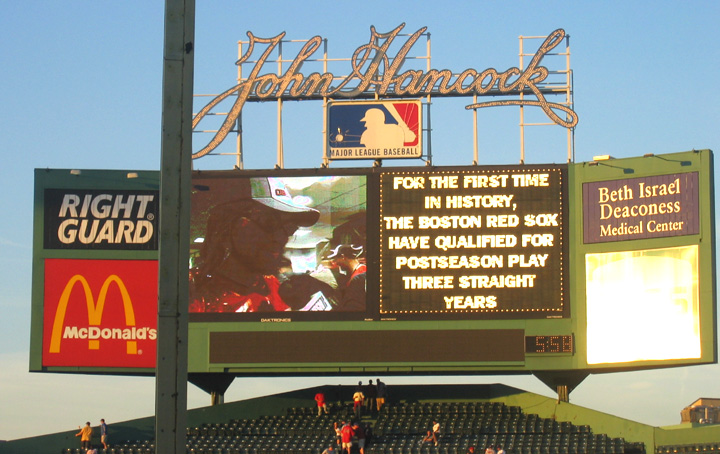 John Hancock
MAJOR LEAGUE BASEBALL
RIGHT
GUARD
®
McDonald's
®
FOR THE FIRST TIME
IN HISTORY,
THE BOSTON RED SOX
HAVE QUALIFIED FOR
POSTSEASON PLAY
THREE STRAIGHT
YEARS
DAKTRONICS
Beth Israel
Deaconess
Medical Center
5:58